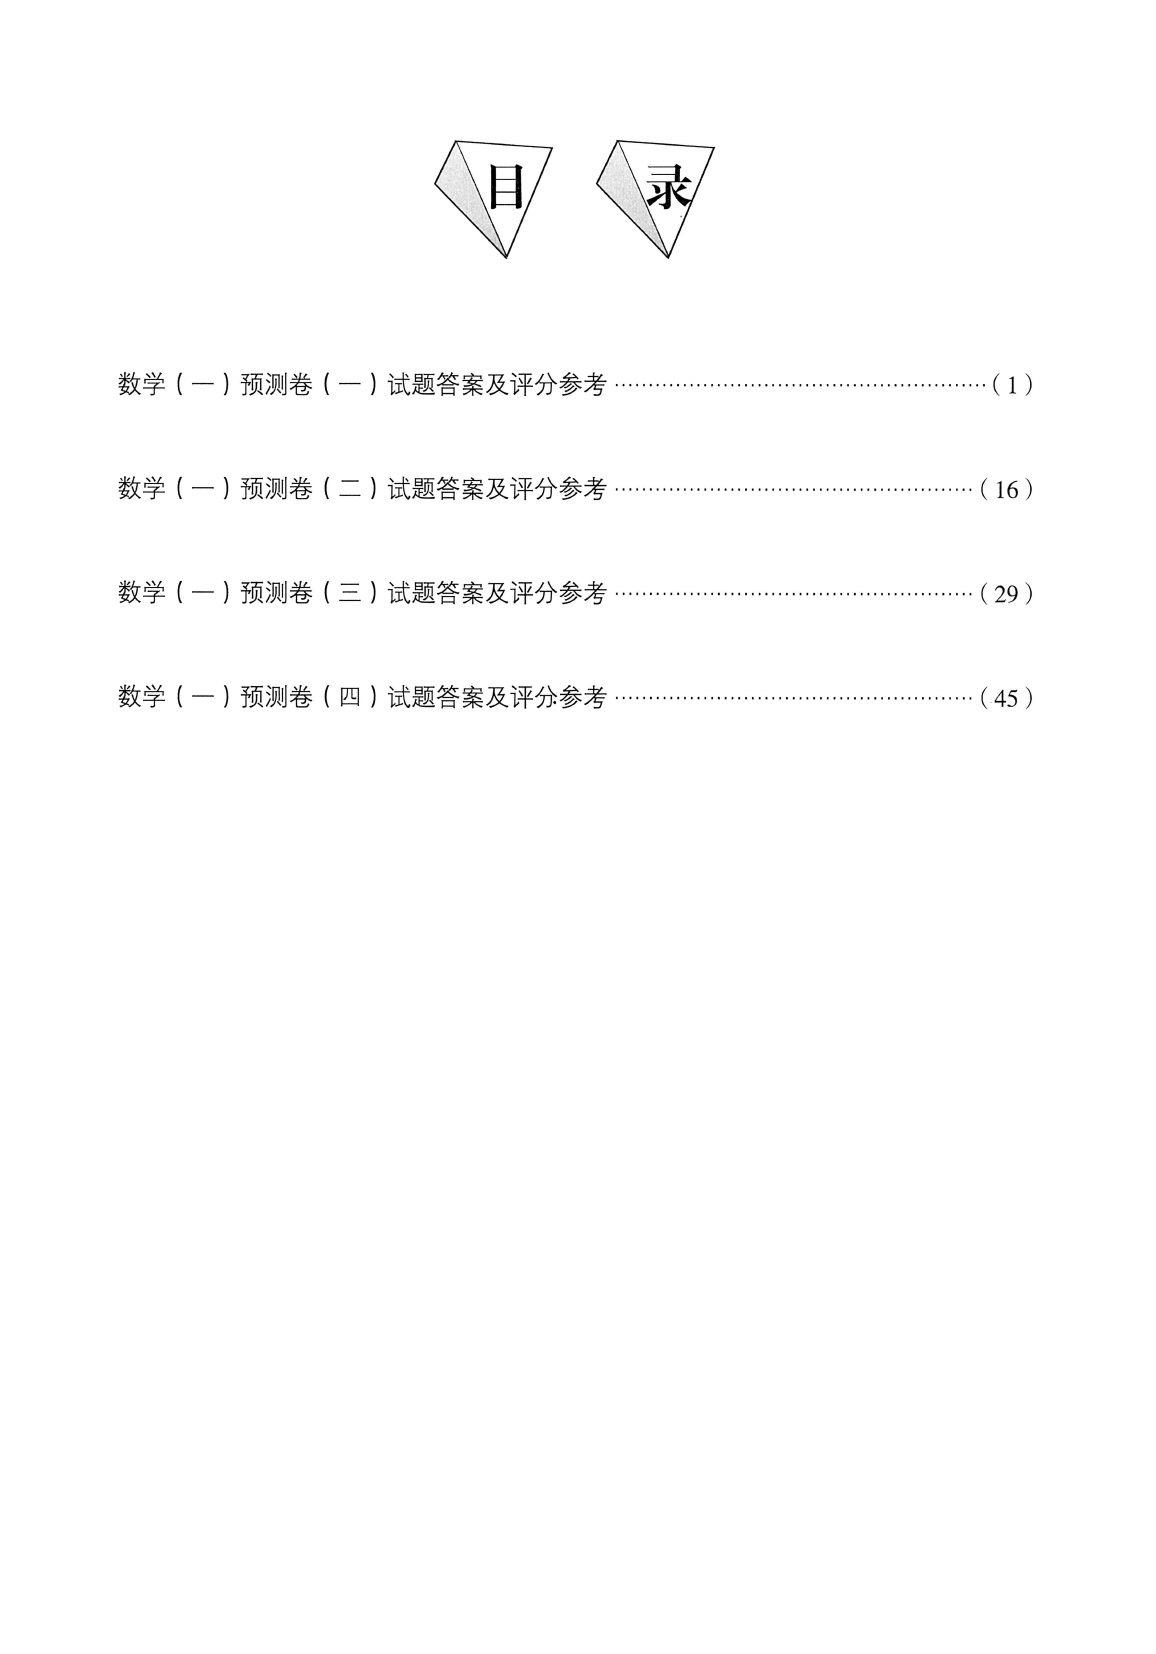 目 录
数学(一)预测卷(一)试题答案及评分参考……………………………………………(1)
数学(一)预测卷(二)试题答案及评分参考……………………………………………(16)
数学(一)预测卷(三)试题答案及评分参考……………………………………………(29)
数学(一)预测卷(四)试题答案及评分参考……………………………………………(45)